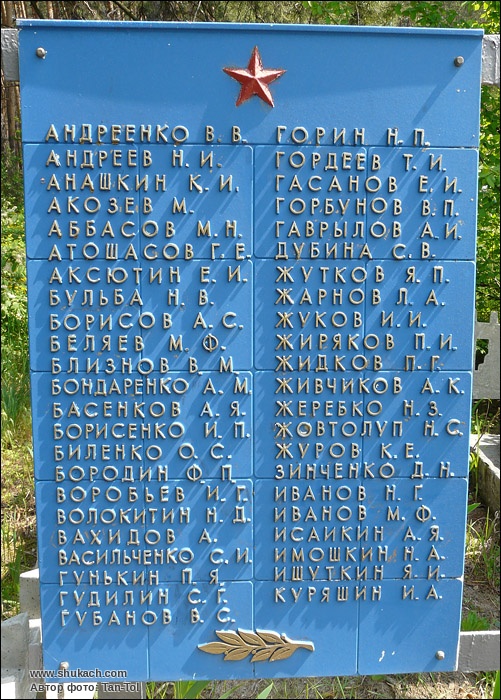 АНДРЕЕНКО В. В.
АНДРЕЕВ Н. И.
АНАШКИН К. И.
АКОЗЕВ М.
АББАСОВ М. Н.
АТОШАСОВ Г. Е.
АКСЮТИН Е. И.
БУЛЬБА Н. В.
БОРИСОВ А. С.
БЕЛЯЕВ М. Ф.
БЛИЗНОВ В. М.
БОНДАРЕНКО А. М.
БАСЕНКОВ А. Я.
БОРИСЕНКО И. П.
БИЛЕНКО О. С.
БОРОДИН Ф. П.
ВОРОБЬЕВ И. Г.
ВОЛОКИТИН Н. Д.
ВАХИДОВ А.
ВАСИЛЬЧЕНКО С. И.
ГУНЬКИН П. Я.
ГУДИЛИН С. Г.
ГУБАНОВ В. С.
ГОРИН Н. П.
ГОРДЕЕВ Т. И.
ГАСАНОВ Е. И.
ГОРБУНОВ В. П.
ГАВРЫЛОВ А. И.
ДУБИНА С. В.
ЖУТКОВ Я. П.
ЖАРНОВ Л. А.
ЖУКОВ И. И.
ЖИРЯКОВ П. И.
ЖИДКОВ П. Г.
ЖИВЧИКОВ А. К.
ЖЕРЕБКО Н. З.
ЖОВТОЛУП Н. С.
ЖУРОВ К. Е.
ЗИНЧЕНКО Д. Н.
ИВАНОВ Н. Г.
ИВАНОВ М. Ф.
ИСАИКИН А. Я.
ИМОШКИН Н. А.
ИШУТКИН Я. И.
КУРЯШИН И. А.
www.shukach.com
Автор фото: Tan-Tol